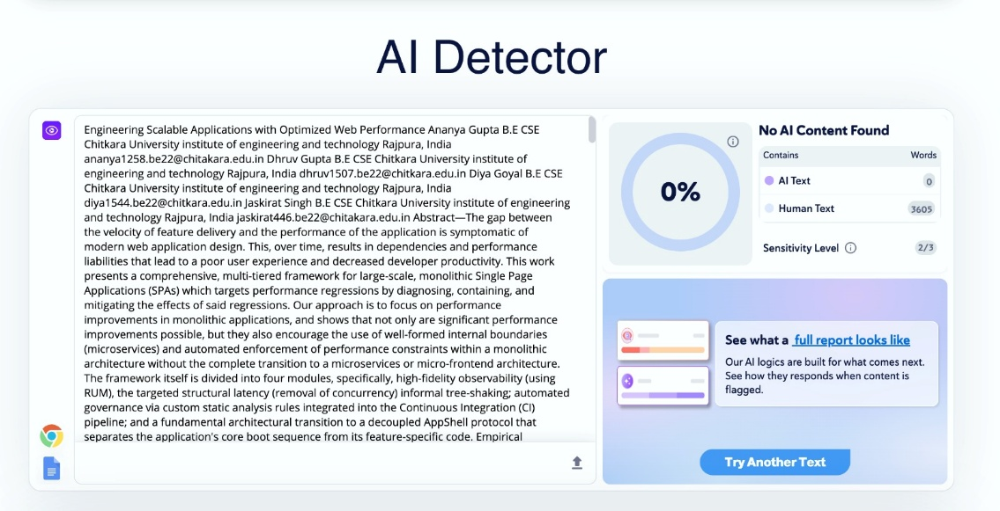 AI Detector
Engineering Scalable Applications with Optimized Web Performance Ananya Gupta B.E CSE
Chitkara University institute of engineering and technology Rajpura, India
ananya1258.be22@chitakara.edu.in Dhruv Gupta B.E CSE Chitkara University institute of
engineering and technology Rajpura, India dhruv1507.be22@chitkara.edu.in Diya Goyal B.E CSE
Chitkara University institute of engineering and technology Rajpura, India
diya1544.be22@chitkara.edu.in Jaskirat Singh B.E CSE Chitkara University institute of engineering
and technology Rajpura, India jaskirat446.be22@chitakara.edu.in Abstract—The gap between
the velocity of feature delivery and the performance of the application is symptomatic of
modern web application design. This, over time, results in dependencies and performance
liabilities that lead to a poor user experience and decreased developer productivity. This work
presents a comprehensive, multi-tiered framework for large-scale, monolithic Single Page
Applications (SPAs) which targets performance regressions by diagnosing, containing, and
mitigating the effects of said regressions. Our approach is to focus on performance
improvements in monolithic applications, and shows that not only are significant performance
improvements possible, but they also encourage the use of well-formed internal boundaries
(microservices) and automated enforcement of performance constraints within a monolithic
architecture without the complete transition to a microservices or micro-frontend architecture.
The framework itself is divided into four modules, specifically, high-fidelity observability (using
RUM), the targeted structural latency (removal of concurrency) informal tree-shaking; automated
governance via custom static analysis rules integrated into the Continuous Integration (CI)
pipeline; and a fundamental architectural transition to a decoupled AppShell protocol that
separates the application's core boot sequence from its feature-specific code. Empirical
0%
No AI Content Found
Contains Words
AI Text 0
Human Text 3605
Sensitivity Level 2/3
See what a full report looks like
Our AI logics are built for what comes next.
See how they responds when content is
flagged.
Try Another Text